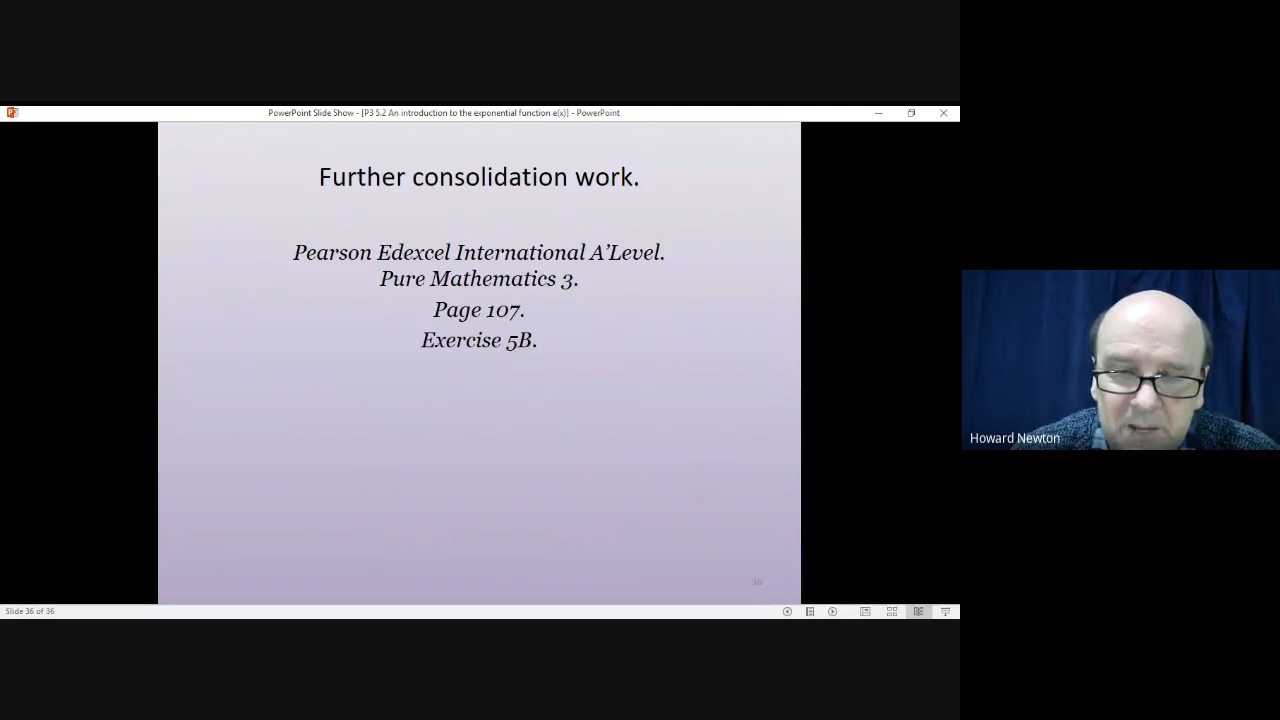 PowerPoint Slide Show - [P3 5.2 An introduction to the exponential function e(x)] - PowerPoint
Further consolidation work.
Pearson Edexcel International A’Level.
Pure Mathematics 3.
Page 107.
Exercise 5B.
Howard Newton
36
Slide 36 of 36